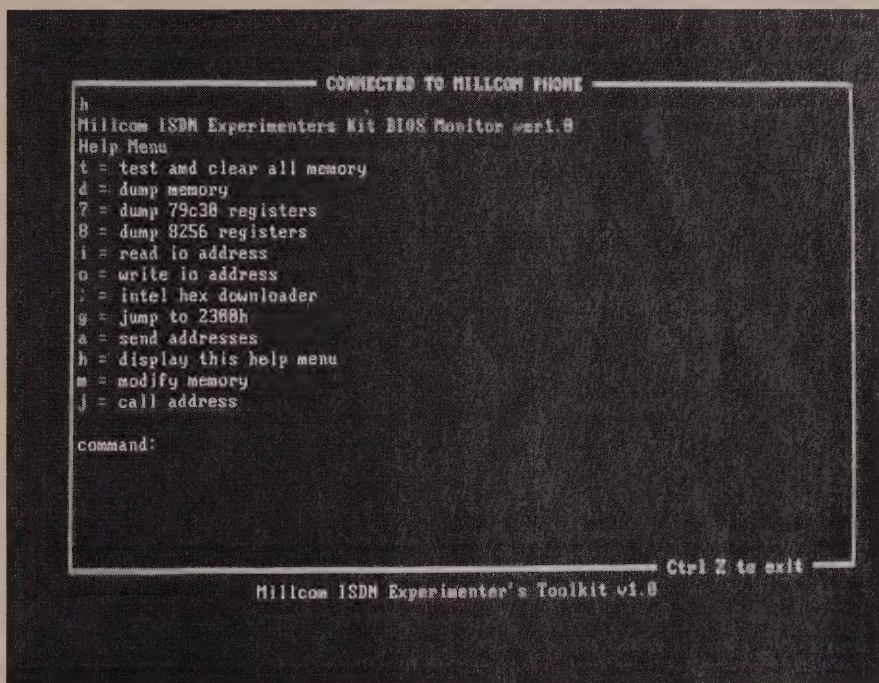 CONNECTED TO MILLCOM PHONE
h
Millcom ISDN Experimenters Kit BIOS Monitor ver1.0
Help Menu
t = test and clear all memory
d = dump memory
7 = dump 79c30 registers
8 = dump 8256 registers
i = read io address
o = write io address
: = intel hex downloader
g = jump to 2300h
a = send addresses
h = display this help menu
m = modify memory
j = call address
command:
Ctrl Z to exit
Millcom ISDN Experimenter's Toolkit v1.0